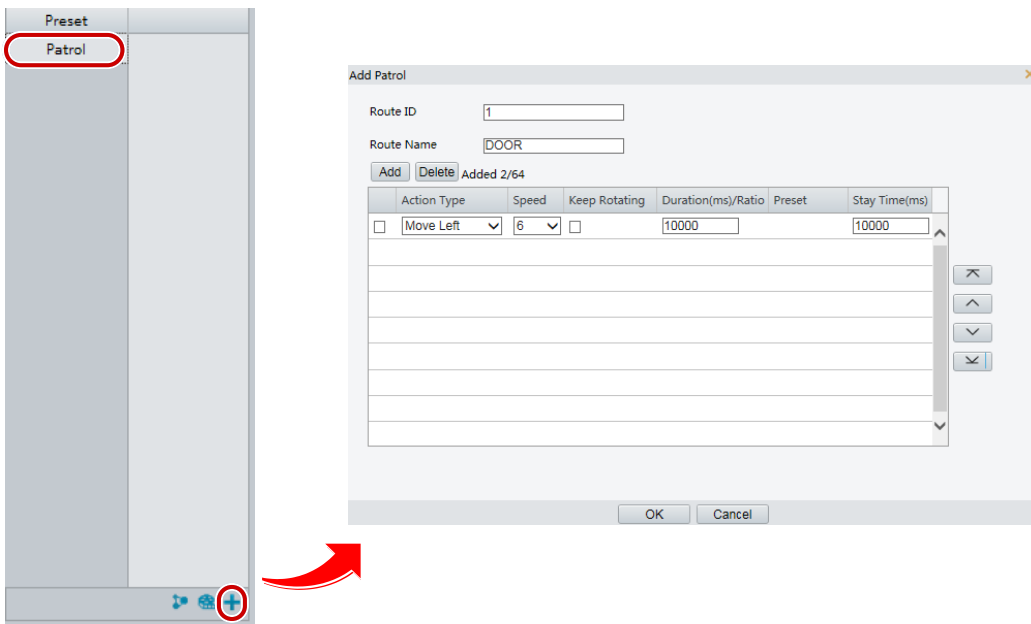 Preset
Patrol
Add Patrol
Route ID 1
Route Name DOOR
Add Delete Added 2/64
Action Type Speed Keep Rotating Duration(ms)/Ratio Preset Stay Time(ms)
Move Left 6 10000 10000
OK Cancel